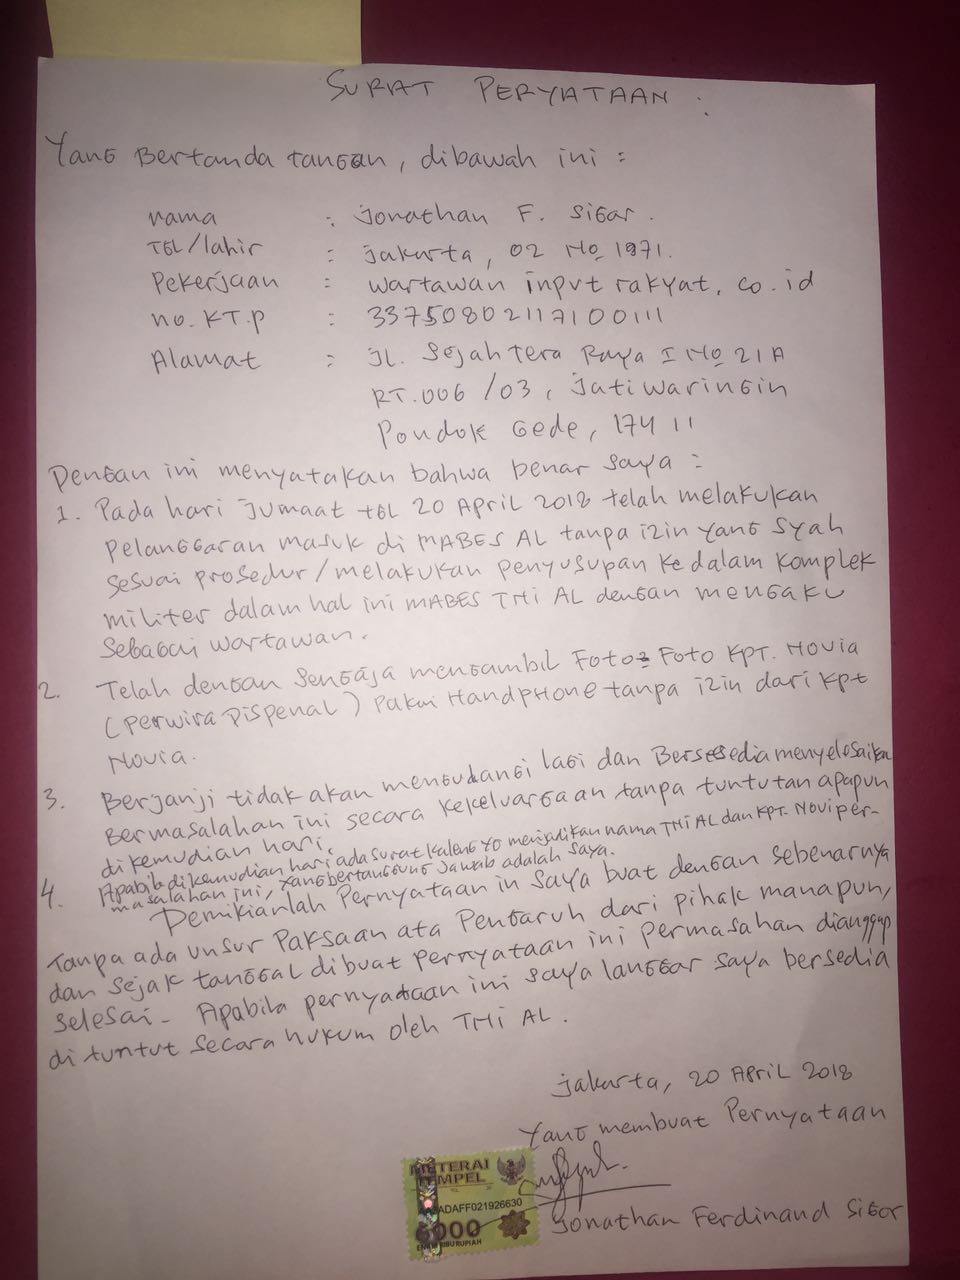 SURAT PERYATAAN :
Yang Bertanda tangan, dibawah ini :
nama : Jonathan F. Sigar.
TGL/lahir : Jakarta, 02 No 1971.
Pekerjaan : wartawan input rakyat, co.id
no.KT.P : 33750802117100111
Alamat : JL. Sejahtera Raya I No 21A
RT.006 /03, Jatiwaringin
Pondok Gede, 17411
Dengan ini menyatakan bahwa benar saya :
1. Pada hari Jumaat tgl 20 April 2018 telah melakukan
pelanggaran masuk di MABES AL tanpa izin yang syah
sesuai prosedur/melakukan penyusupan ke dalam komplek
militer dalam hal ini MABES TNi AL dengan mengaku
sebagai wartawan.
2. Telah dengan sengaja mengambil Foto2 Foto KPT. Novia
(Perwira Dispenal) Pakai Handphone tanpa izin dari Kpt
Novia.
3. Berjanji tidak akan mengulangi lagi dan Bersesedia menyelesaikan
Bermasalahan ini secara kekeluargaan tanpa tuntutan apapun
dikemudian hari.
4. Apabila dikemudian hari ada surat kaleng yg menjadikan nama TNi AL dan KPT. Novi per-
masalahan ini, yang bertanggung jawab adalah saya.
Demikianlah Pernyataan in saya buat dengan sebenarnya
Tanpa ada unsur Paksaan ata Pengaruh dari pihak manapun,
dan sejak tanggal dibuat pernyataan ini permasahan dianggap
selesai. Apabila pernyataan ini saya langgar saya bersedia
di tuntut secara hukum oleh TNi AL.
Jakarta, 20 April 2018
Yang membuat Pernyataan
METERAI
TEMPEL
ADAFF021926630
6000
ENAM RIBU RUPIAH
Jonathan Ferdinand Sigar